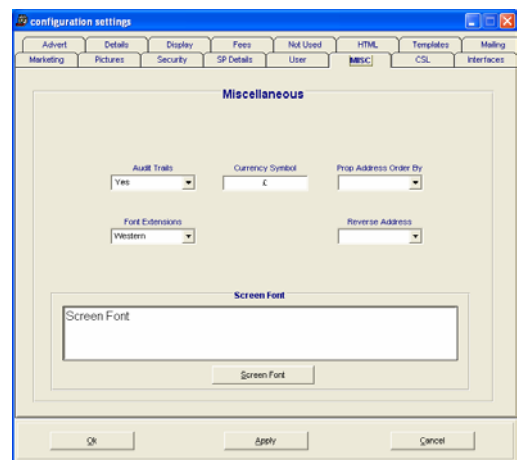 configuration settings
Advert Details Display Fees Not Used HTML Templates Mailing
Marketing Pictures Security SP Details User MISC CSL Interfaces
Miscellaneous
Audit Trails Currency Symbol Prop Address Order By
Yes £
Font Extensions Reverse Address
Western
Screen Font
Screen Font
Screen Font
Ok Apply Cancel